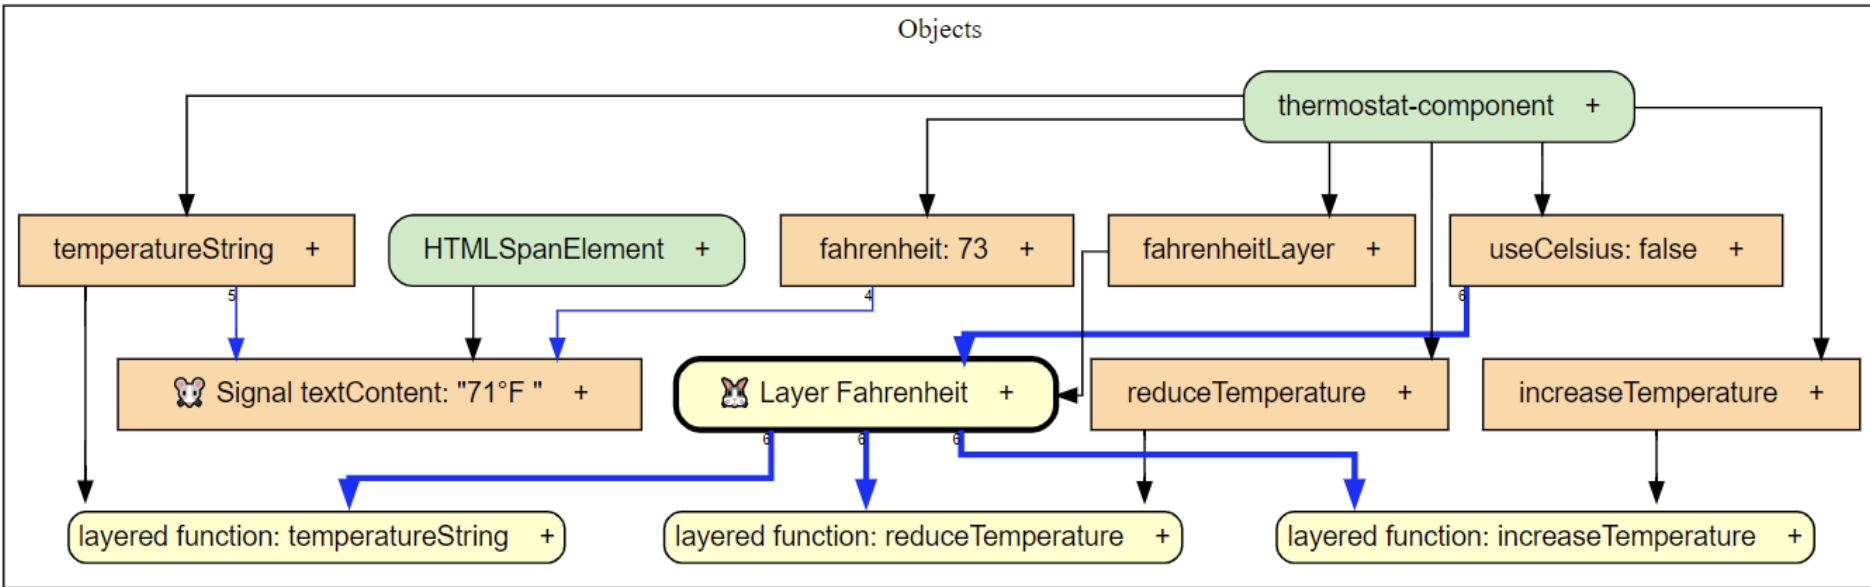 Objects
thermostat-component +
temperatureString +
HTMLSpanElement +
fahrenheit: 73 +
fahrenheitLayer +
useCelsius: false +
5
4
6
🐭 Signal textContent: "71°F " +
🐰 Layer Fahrenheit +
reduceTemperature +
increaseTemperature +
6
6
6
layered function: temperatureString +
layered function: reduceTemperature +
layered function: increaseTemperature +